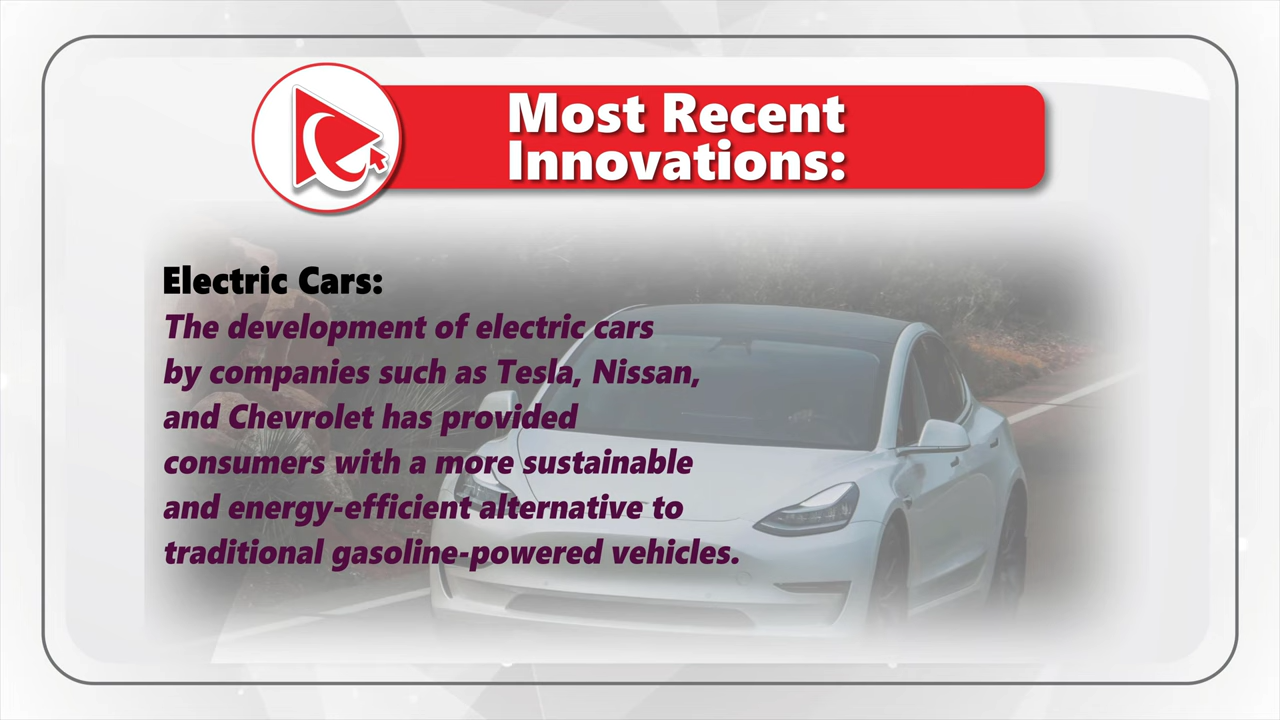 Most Recent
Innovations:
Electric Cars:
The development of electric cars
by companies such as Tesla, Nissan,
and Chevrolet has provided
consumers with a more sustainable
and energy-efficient alternative to
traditional gasoline-powered vehicles.